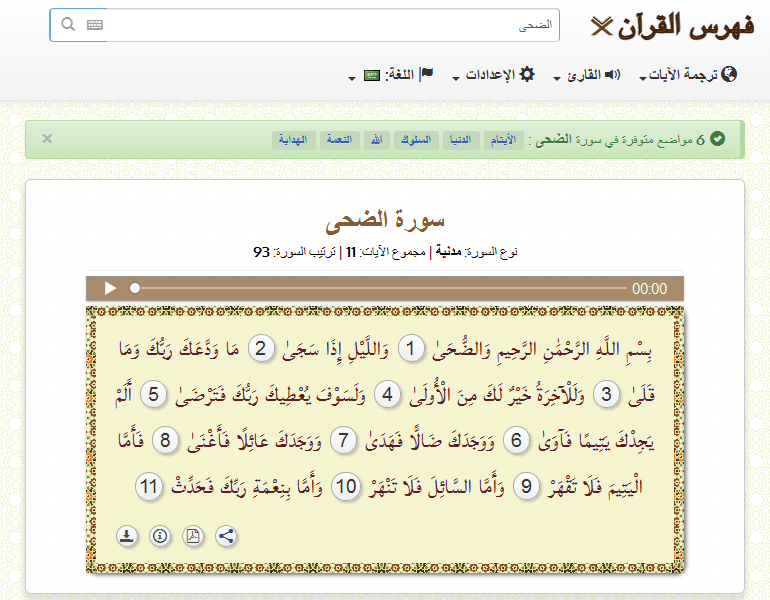 فهرس القرآن
الضحى
ترجمة الآيات القارئ الإعدادات اللغة:
6 مواضيع متوفرة في سورة الضحى : الأيتام الدنيا السلوك الله النعمة الهداية ×
سورة الضحى
نوع السورة: مدنية | مجموع الآيات: 11 | ترتيب السورة: 93
00:00
بِسْمِ اللَّهِ الرَّحْمَٰنِ الرَّحِيمِ وَالضُّحَىٰ 1 وَاللَّيْلِ إِذَا سَجَىٰ 2 مَا وَدَّعَكَ رَبُّكَ وَمَا
قَلَىٰ 3 وَلَلْآخِرَةُ خَيْرٌ لَكَ مِنَ الْأُولَىٰ 4 وَلَسَوْفَ يُعْطِيكَ رَبُّكَ فَتَرْضَىٰ 5 أَلَمْ
يَجِدْكَ يَتِيمًا فَآوَىٰ 6 وَوَجَدَكَ ضَالًّا فَهَدَىٰ 7 وَوَجَدَكَ عَائِلًا فَأَغْنَىٰ 8 فَأَمَّا
الْيَتِيمَ فَلَا تَقْهَرْ 9 وَأَمَّا السَّائِلَ فَلَا تَنْهَرْ 10 وَأَمَّا بِنِعْمَةِ رَبِّكَ فَحَدِّثْ 11